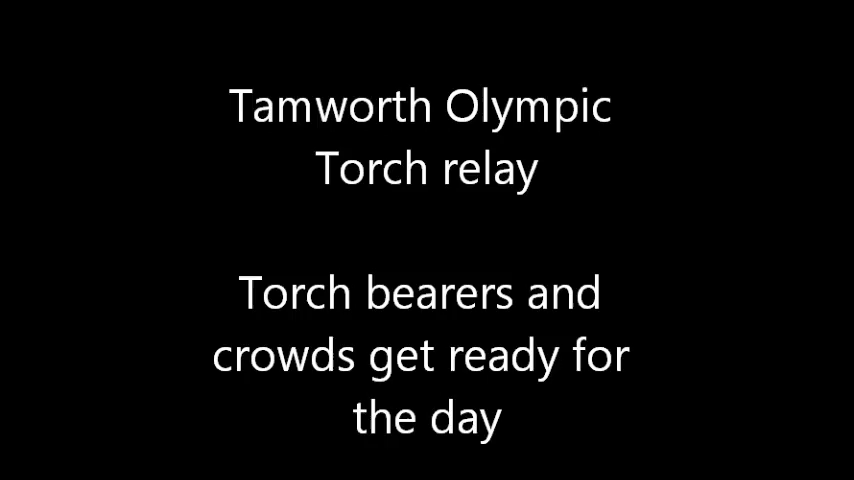 Tamworth Olympic
Torch relay
Torch bearers and
crowds get ready for
the day